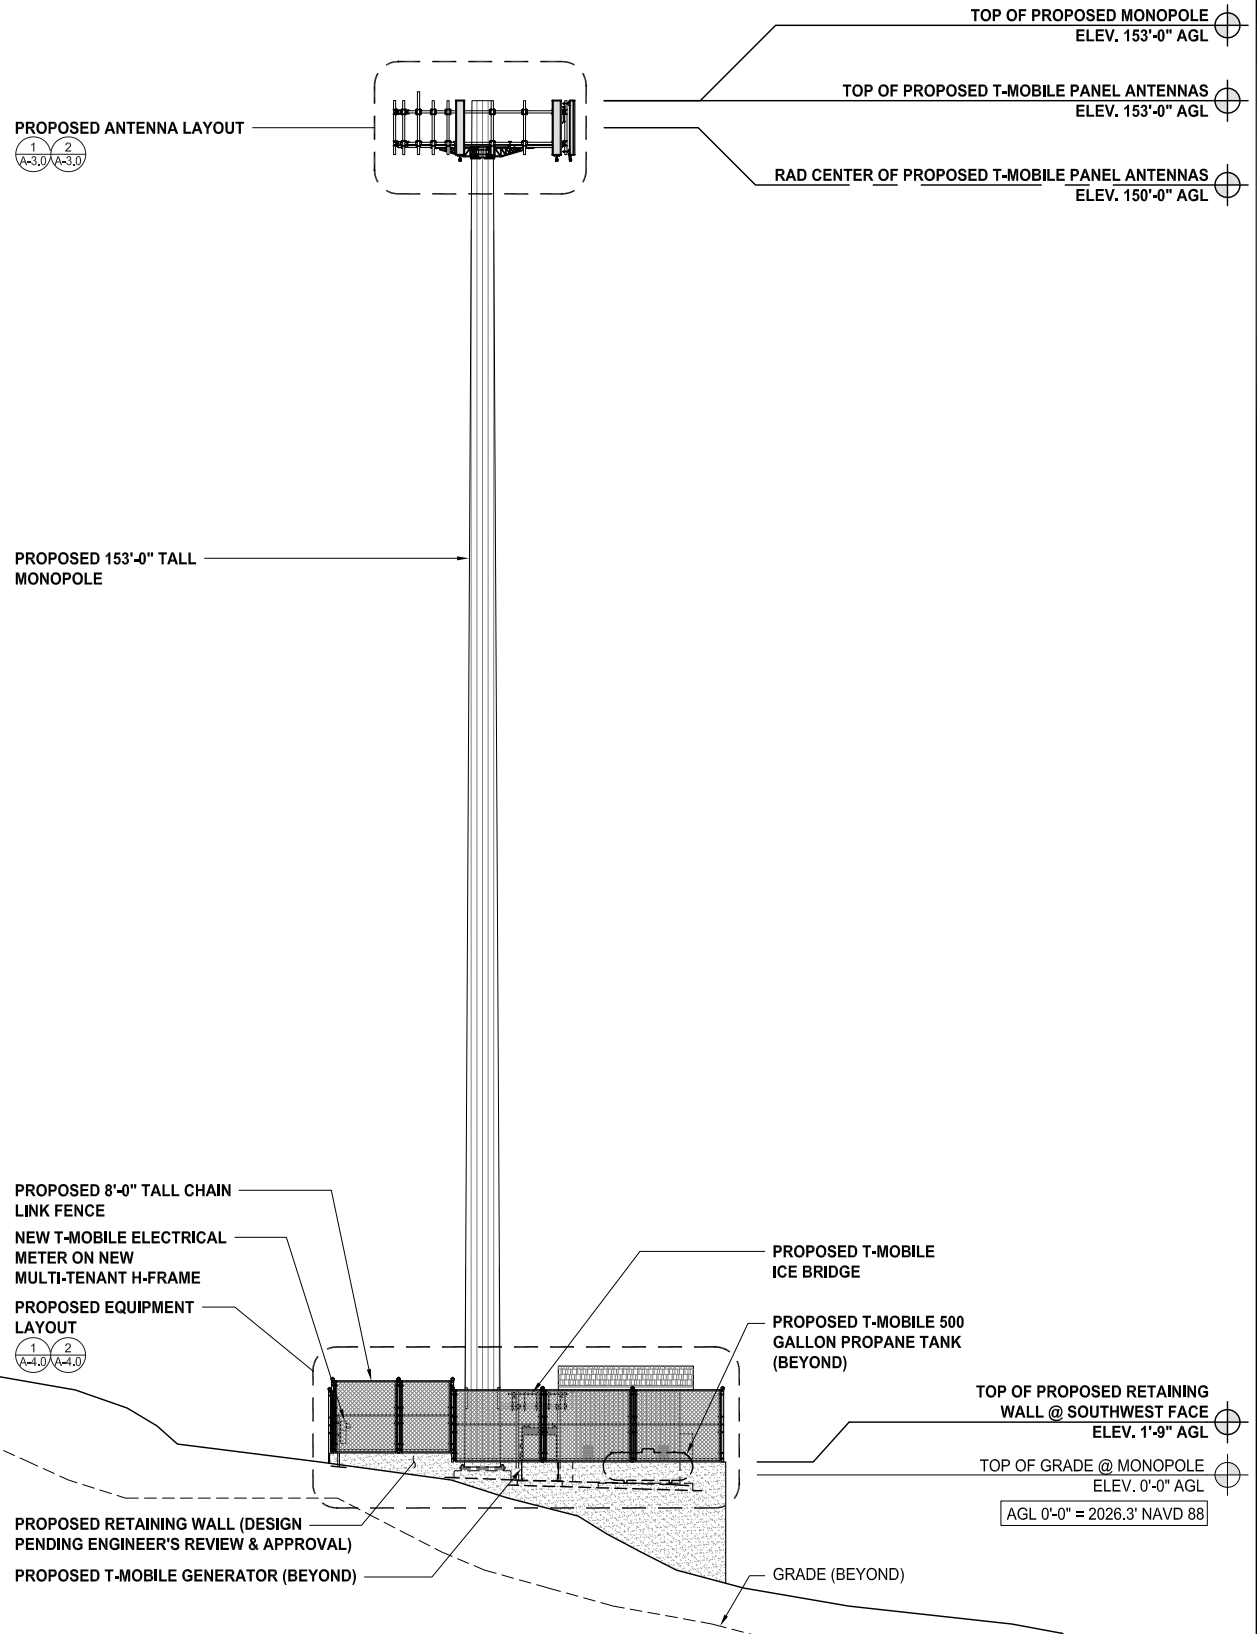 TOP OF PROPOSED MONOPOLE
ELEV. 153'-0" AGL
TOP OF PROPOSED T-MOBILE PANEL ANTENNAS
ELEV. 153'-0" AGL
PROPOSED ANTENNA LAYOUT
1 2
A-3.0 A-3.0
RAD CENTER OF PROPOSED T-MOBILE PANEL ANTENNAS
ELEV. 150'-0" AGL
PROPOSED 153'-0" TALL
MONOPOLE
PROPOSED 8'-0" TALL CHAIN
LINK FENCE
NEW T-MOBILE ELECTRICAL
METER ON NEW
MULTI-TENANT H-FRAME
PROPOSED EQUIPMENT
LAYOUT
1 2
A-4.0 A-4.0
PROPOSED T-MOBILE
ICE BRIDGE
PROPOSED T-MOBILE 500
GALLON PROPANE TANK
(BEYOND)
TOP OF PROPOSED RETAINING
WALL @ SOUTHWEST FACE
ELEV. 1'-9" AGL
TOP OF GRADE @ MONOPOLE
ELEV. 0'-0" AGL
AGL 0'-0" = 2026.3' NAVD 88
PROPOSED RETAINING WALL (DESIGN
PENDING ENGINEER'S REVIEW & APPROVAL)
PROPOSED T-MOBILE GENERATOR (BEYOND)
GRADE (BEYOND)